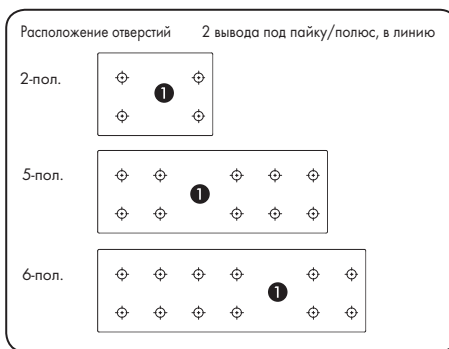 Расположение отверстий 2 вывода под пайку/полюс, в линию
2-пол.
1
5-пол.
1
6-пол.
1